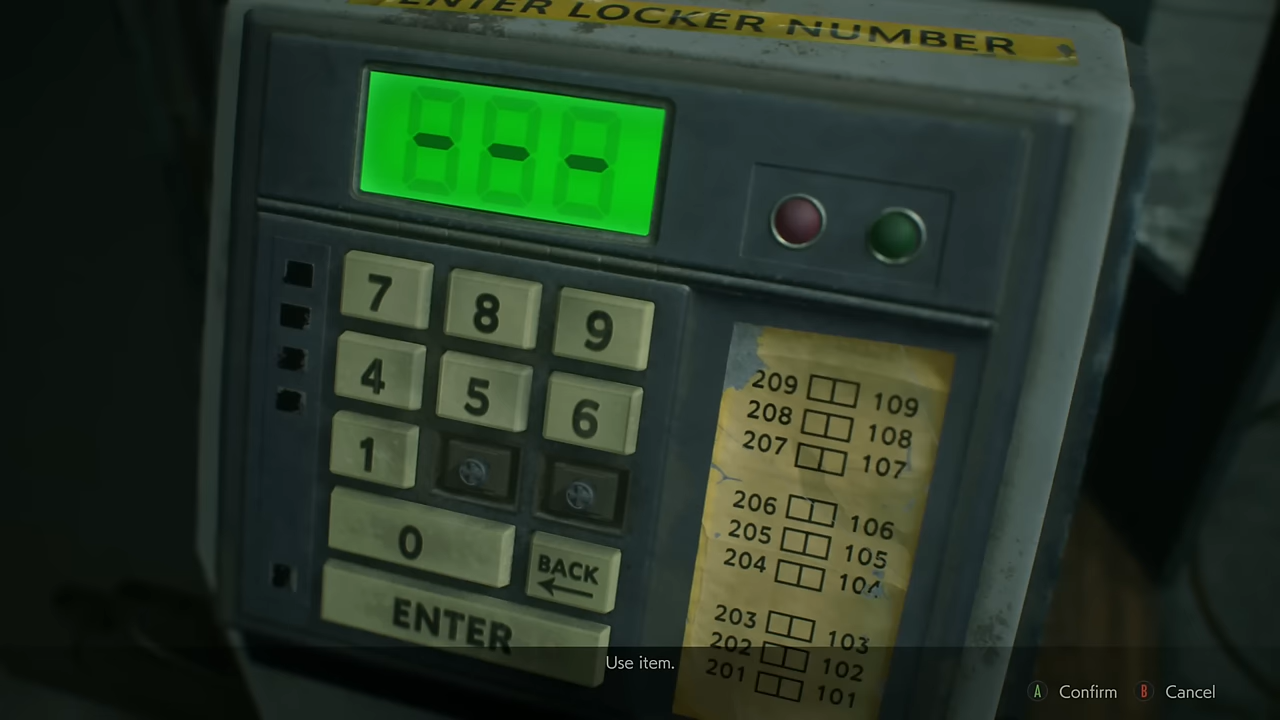 ENTER LOCKER NUMBER
- - -
7 8 9
4 5 6
1
0 BACK
ENTER
209 109
208 108
207 107
206 106
205 105
204 104
203 103
202 102
201 101
Use item.
A Confirm B Cancel